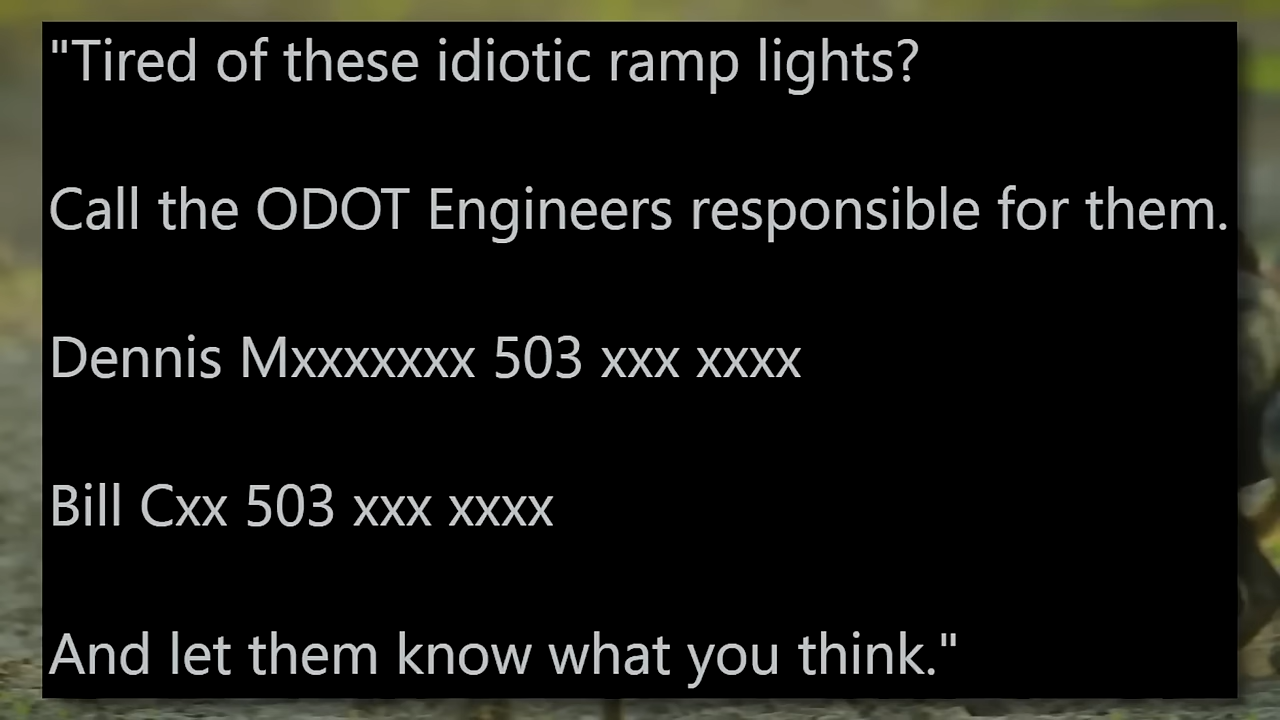 "Tired of these idiotic ramp lights?
Call the ODOT Engineers responsible for them.
Dennis Mxxxxxxx 503 xxx xxxx
Bill Cxx 503 xxx xxxx
And let them know what you think."